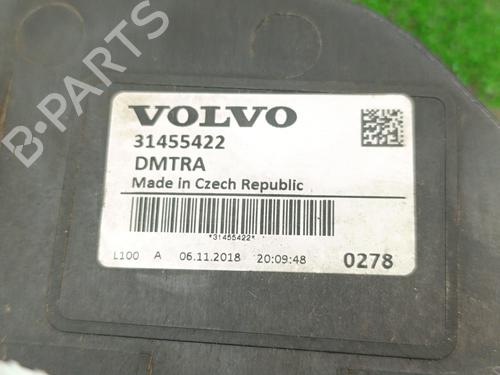 B-PARTS
VOLVO
31455422
DMTRA
Made in Czech Republic
*31455422*
L100 A 06.11.2018 20:09:48 0278